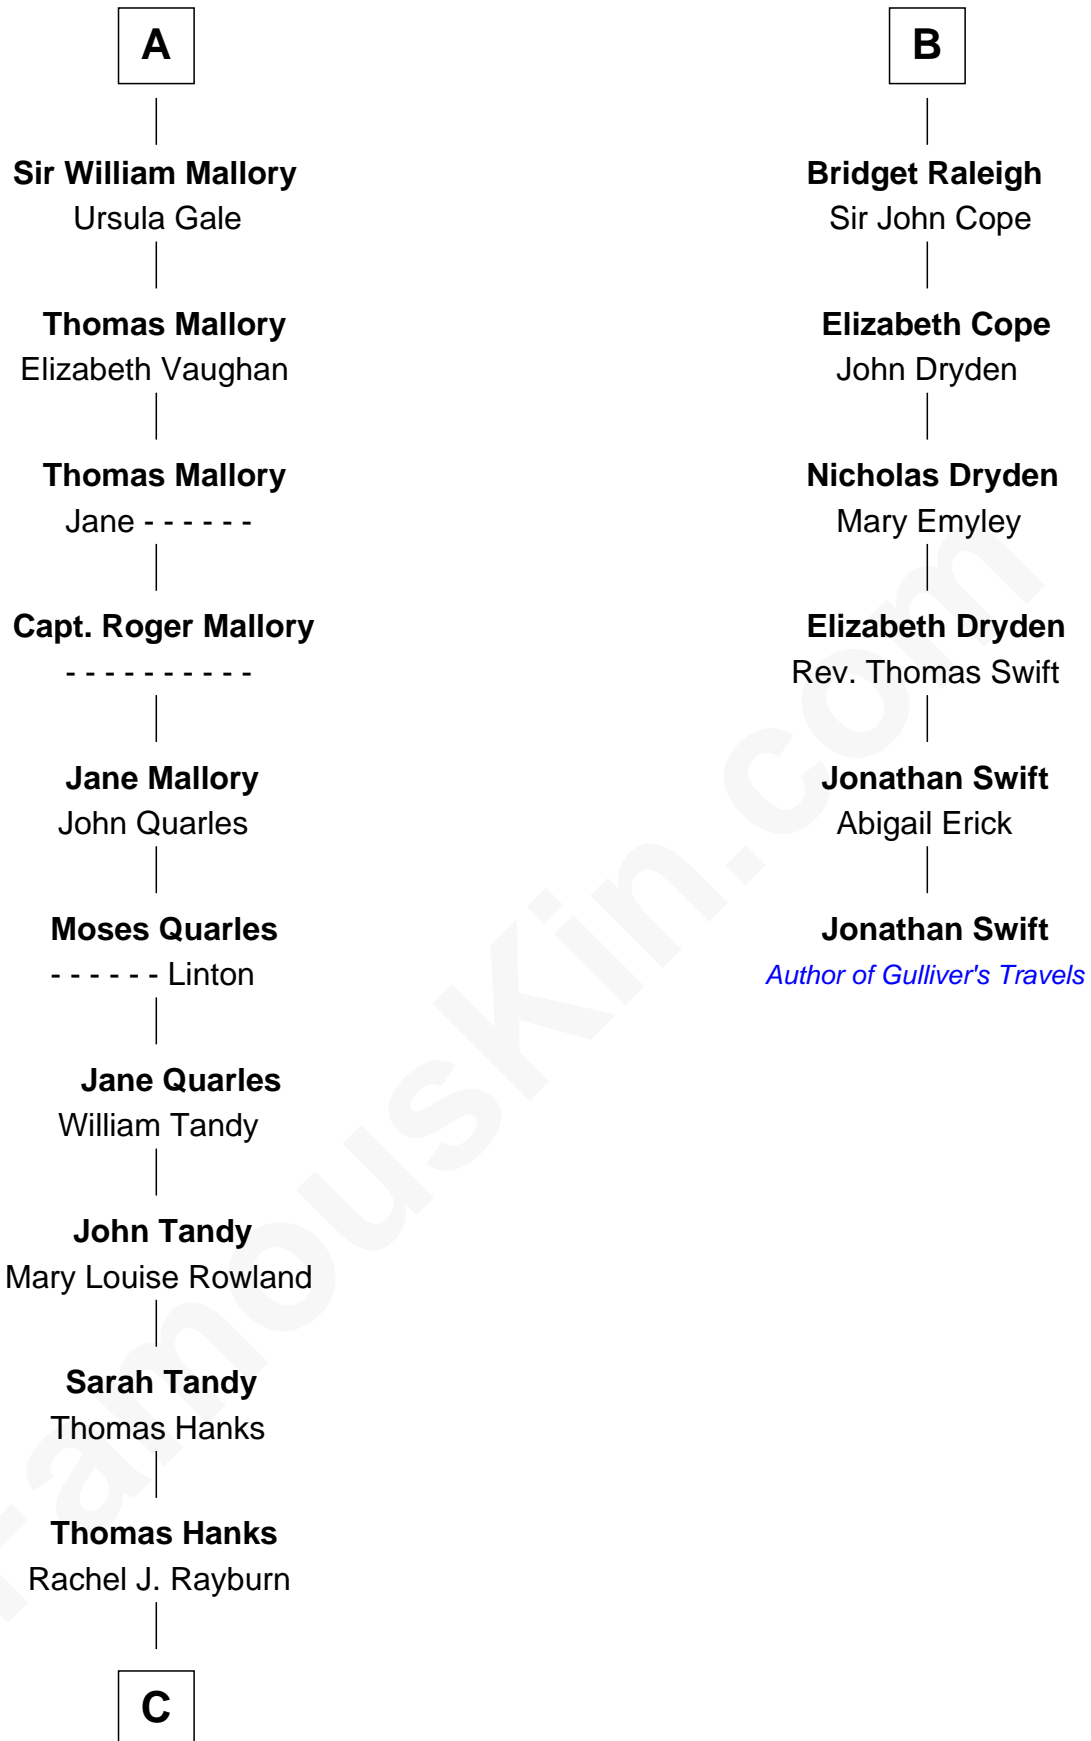 A
Sir William Mallory
Ursula Gale
Thomas Mallory
Elizabeth Vaughan
Thomas Mallory
Jane - - - - - -
Capt. Roger Mallory
- - - - - - - - - -
Jane Mallory
John Quarles
Moses Quarles
- - - - - - Linton
Jane Quarles
William Tandy
John Tandy
Mary Louise Rowland
Sarah Tandy
Thomas Hanks
Thomas Hanks
Rachel J. Rayburn
C
B
Bridget Raleigh
Sir John Cope
Elizabeth Cope
John Dryden
Nicholas Dryden
Mary Emyley
Elizabeth Dryden
Rev. Thomas Swift
Jonathan Swift
Abigail Erick
Jonathan Swift
Author of Gulliver's Travels
FamousKin.com